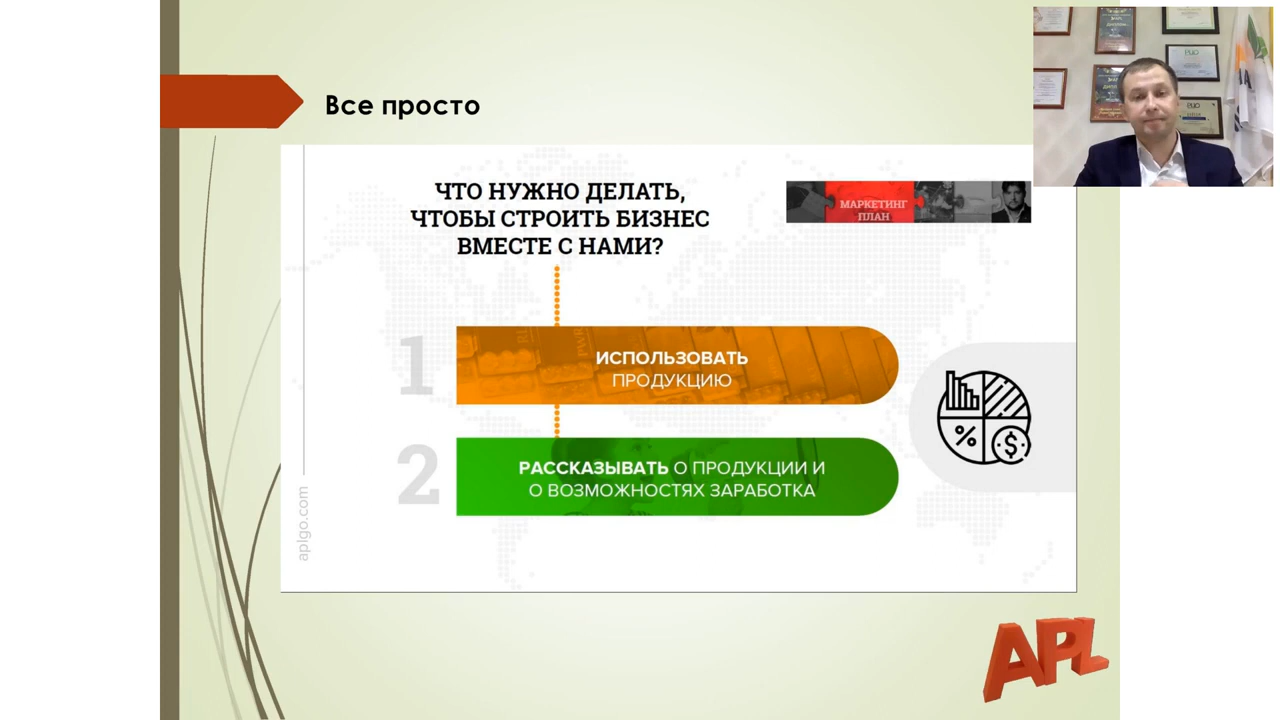 Все просто
ЧТО НУЖНО ДЕЛАТЬ,
ЧТОБЫ СТРОИТЬ БИЗНЕС
ВМЕСТЕ С НАМИ?
МАРКЕТИНГ
ПЛАН
1
ИСПОЛЬЗОВАТЬ
ПРОДУКЦИЮ
2
РАССКАЗЫВАТЬ О ПРОДУКЦИИ И
О ВОЗМОЖНОСТЯХ ЗАРАБОТКА
%
$
aplgo.com
APL